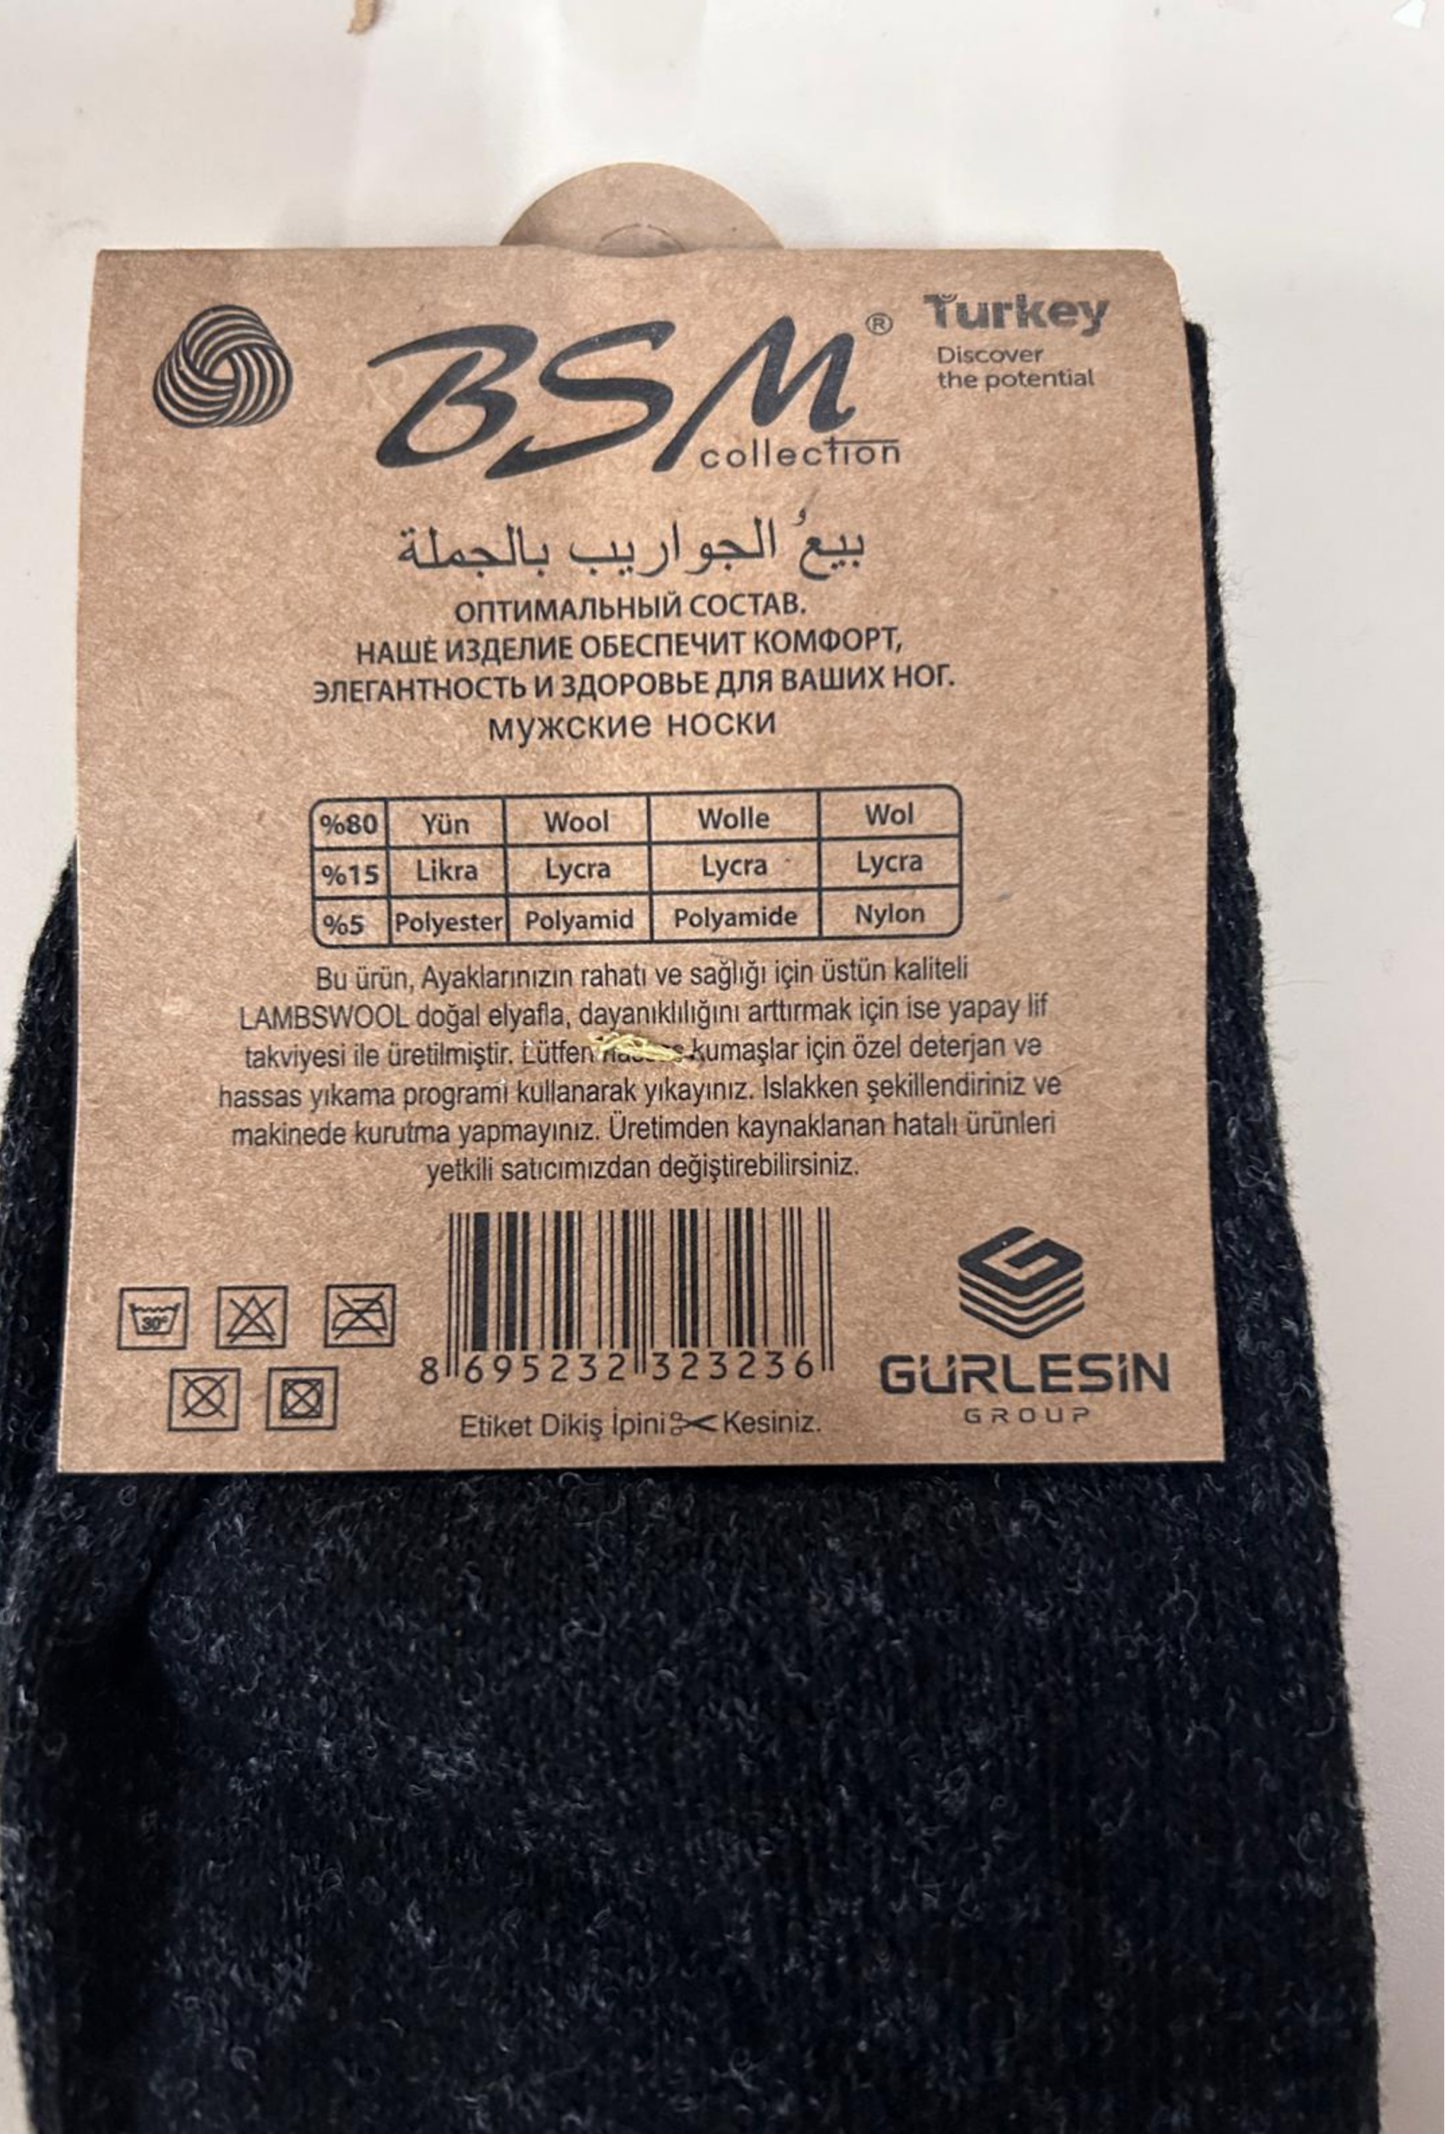 BSM®
collection
Turkey
Discover
the potential
بيعُ الجواريب بالجملة
ОПТИМАЛЬНЫЙ СОСТАВ.
НАШЕ ИЗДЕЛИЕ ОБЕСПЕЧИТ КОМФОРТ,
ЭЛЕГАНТНОСТЬ И ЗДОРОВЬЕ ДЛЯ ВАШИХ НОГ.
мужские носки
%80 Yün Wool Wolle Wol
%15 Likra Lycra Lycra Lycra
%5 Polyester Polyamid Polyamide Nylon
Bu ürün, Ayaklarınızın rahatı ve sağlığı için üstün kaliteli
LAMBSWOOL doğal elyafla, dayanıklılığını arttırmak için ise yapay lif
takviyesi ile üretilmiştir. Lütfen kumaşlar için özel deterjan ve
hassas yıkama programı kullanarak yıkayınız. Islakken şekillendiriniz ve
makinede kurutma yapmayınız. Üretimden kaynaklanan hatalı ürünleri
yetkili satıcımızdan değiştirebilirsiniz.
30°
8 695232 323236
Etiket Dikiş İpini Kesiniz.
GÜRLESİN
GROUP